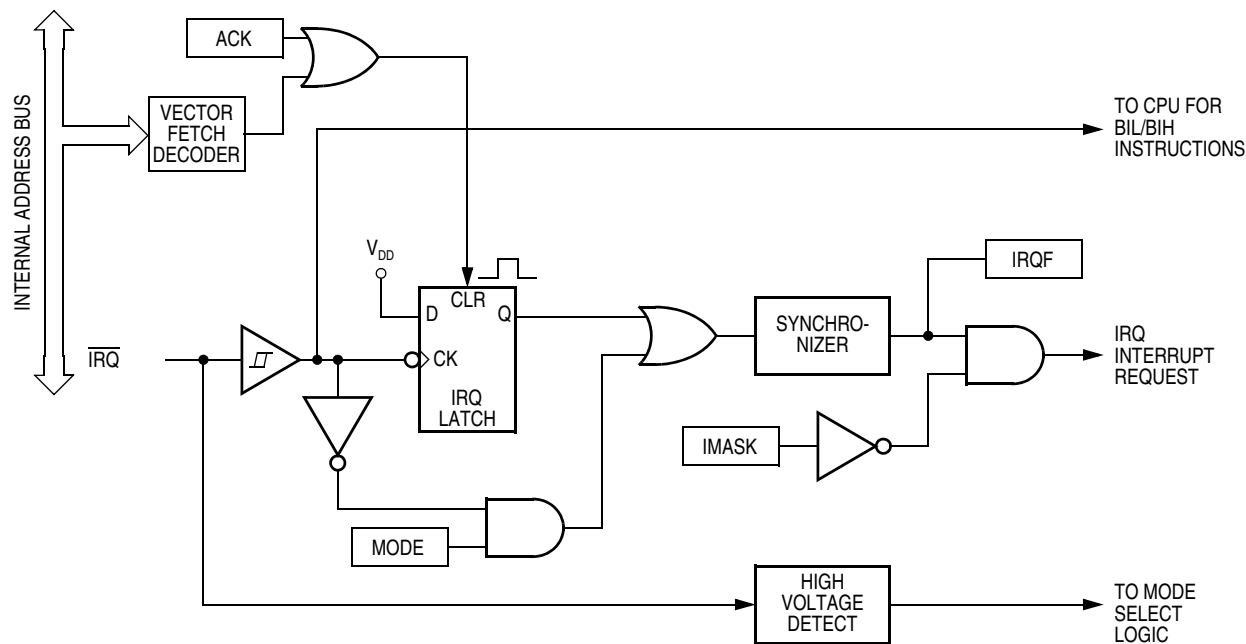 INTERNAL ADDRESS BUS
ACK
VECTOR
FETCH
DECODER
TO CPU FOR
BIL/BIH
INSTRUCTIONS
VDD
CLR
D
Q
CK
IRQ
LATCH
IRQ
SYNCHRO-
NIZER
IRQF
IRQ
INTERRUPT
REQUEST
IMASK
MODE
HIGH
VOLTAGE
DETECT
TO MODE
SELECT
LOGIC